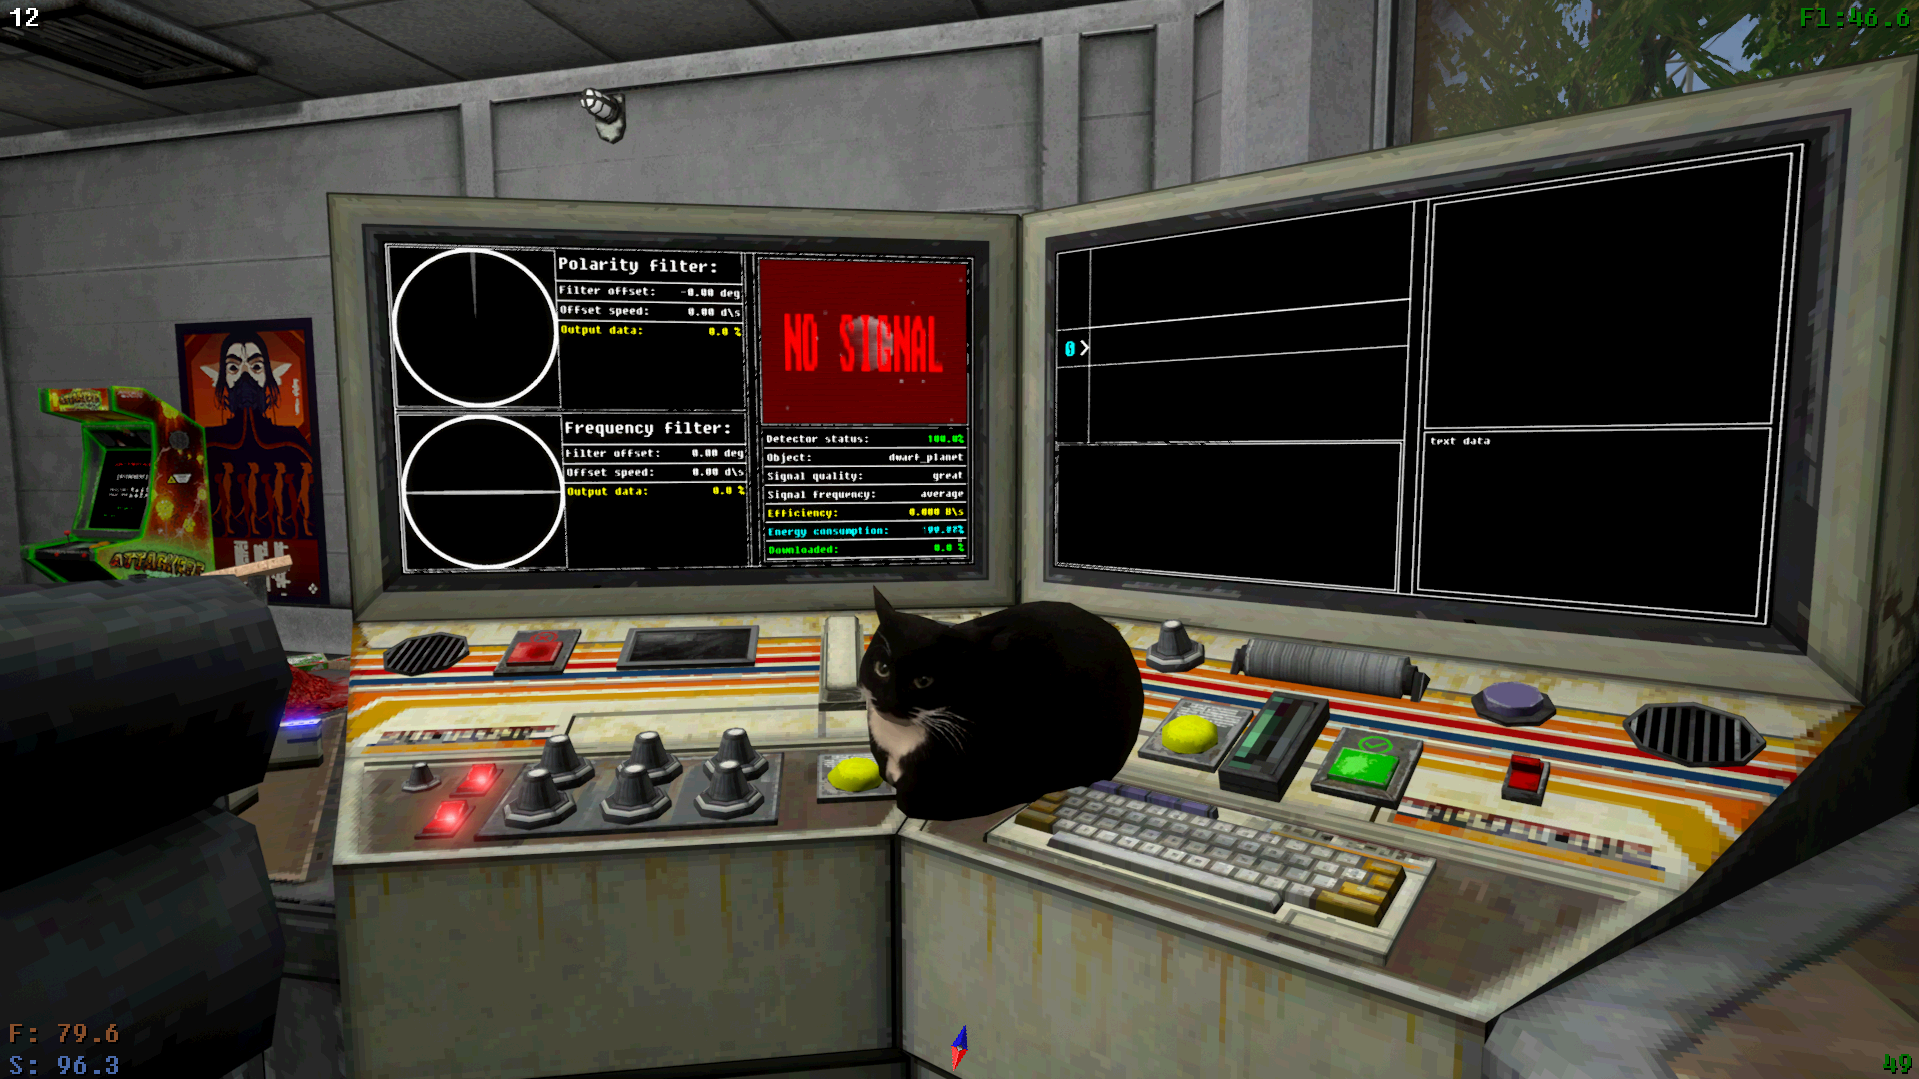 12
Fl:46.6
Polarity filter:
Filter offset: -0.00 deg
Offset speed: 0.00 d\s
Output data: 0.0 %
NO SIGNAL
Frequency filter:
Filter offset: 0.00 deg
Offset speed: 0.00 d\s
Output data: 0.0 %
Detector status: 100.0%
Object: dwarf_planet
Signal quality: great
Signal frequency: average
Efficiency: 0.000 B\s
Energy consumption:
Downloaded: 0.0 %
0>
text data
F: 79.6
S: 96.3
49